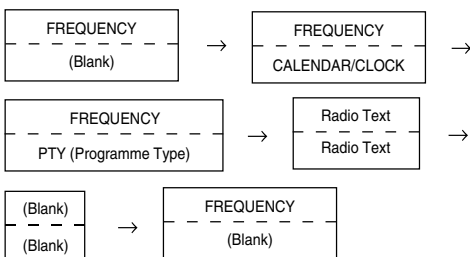 FREQUENCY
(Blank)
→
FREQUENCY
CALENDAR/CLOCK
→
FREQUENCY
PTY (Programme Type)
→
Radio Text
Radio Text
→
(Blank)
(Blank)
→
FREQUENCY
(Blank)